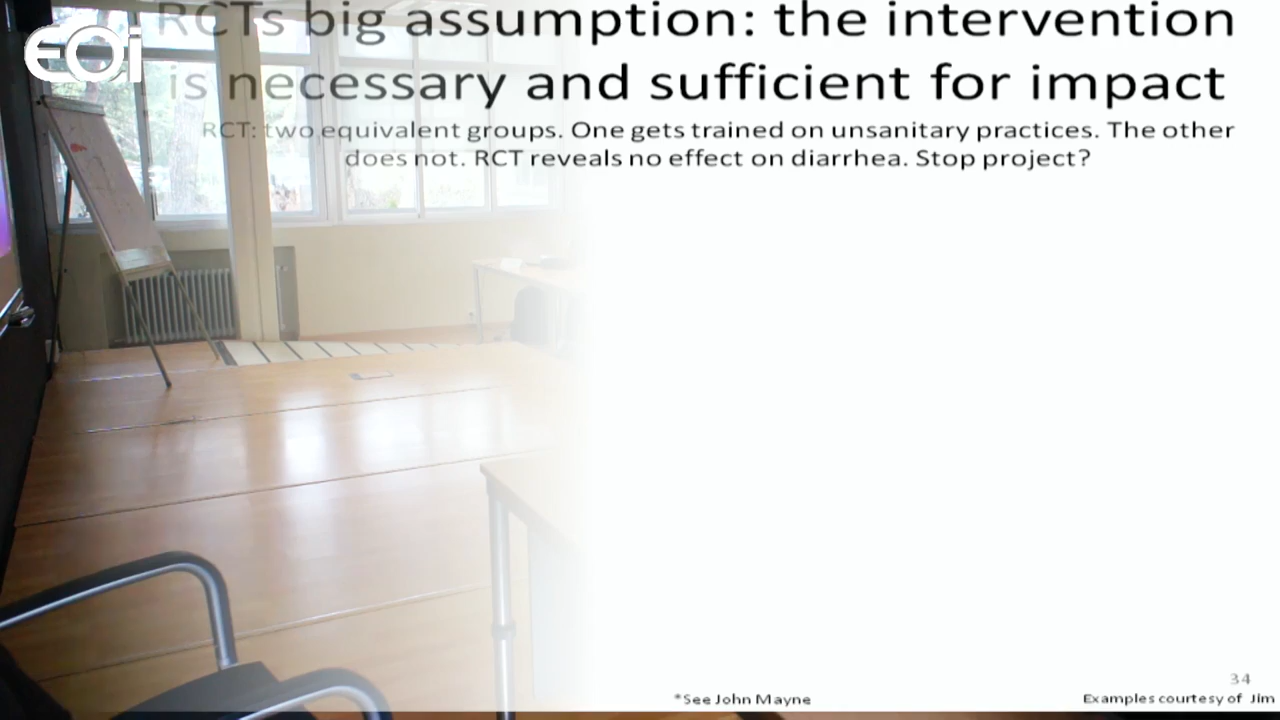 EOi
RCTs big assumption: the intervention
is necessary and sufficient for impact
RCT: two equivalent groups. One gets trained on unsanitary practices. The other
does not. RCT reveals no effect on diarrhea. Stop project?
34
*See John Mayne
Examples courtesy of Jim